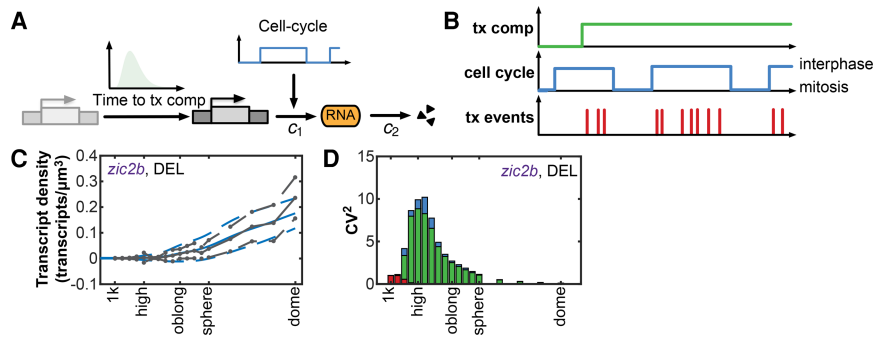 A
Cell-cycle
Time to tx comp
RNA
c1
c2
B
tx comp
cell cycle
interphase
mitosis
tx events
C
zic2b, DEL
Transcript density
(transcripts/µm³)
0.4
0.3
0.2
0.1
0
-0.1
1k
high
oblong
sphere
dome
D
zic2b, DEL
CV²
15
10
5
0
1k
high
oblong
sphere
dome